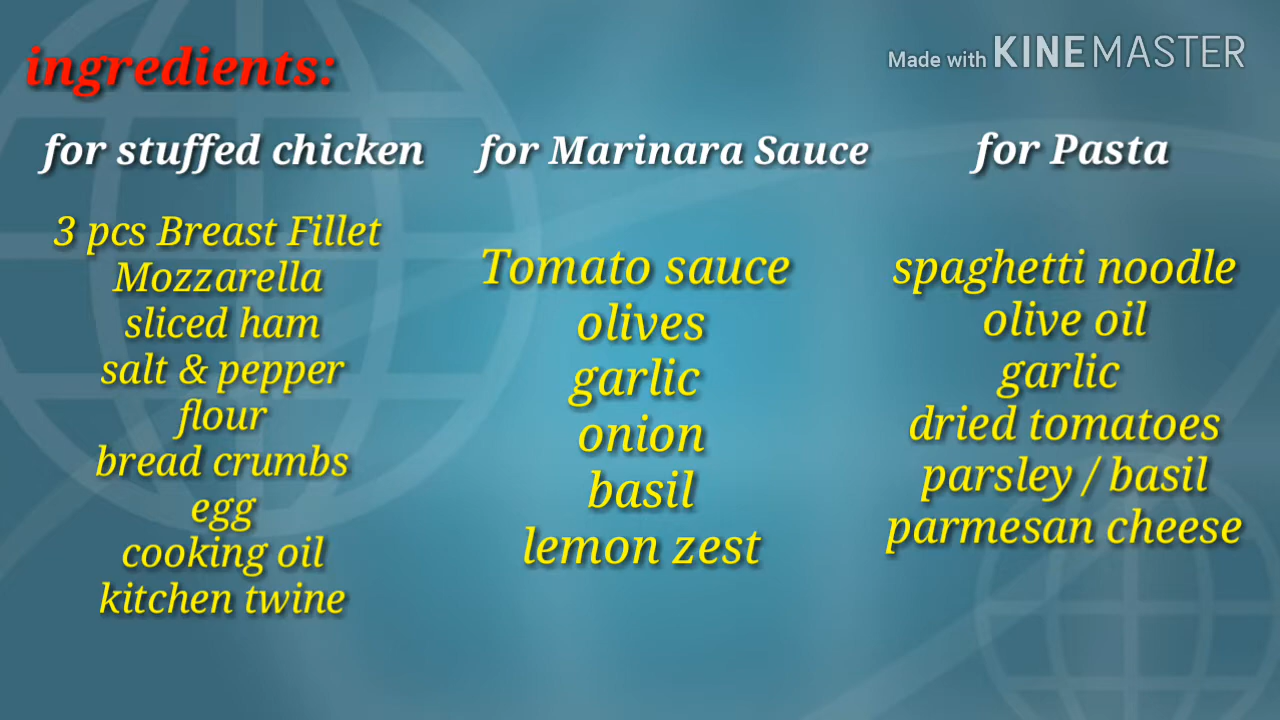 ingredients:
Made with KINEMASTER
for stuffed chicken
3 pcs Breast Fillet
Mozzarella
sliced ham
salt & pepper
flour
bread crumbs
egg
cooking oil
kitchen twine
for Marinara Sauce
Tomato sauce
olives
garlic
onion
basil
lemon zest
for Pasta
spaghetti noodle
olive oil
garlic
dried tomatoes
parsley / basil
parmesan cheese